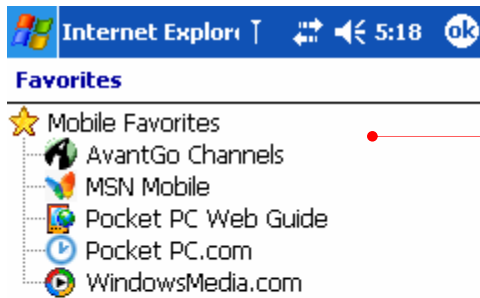 Internet Explor 5:18 ok
Favorites
Mobile Favorites
AvantGo Channels
MSN Mobile
Pocket PC Web Guide
Pocket PC.com
WindowsMedia.com